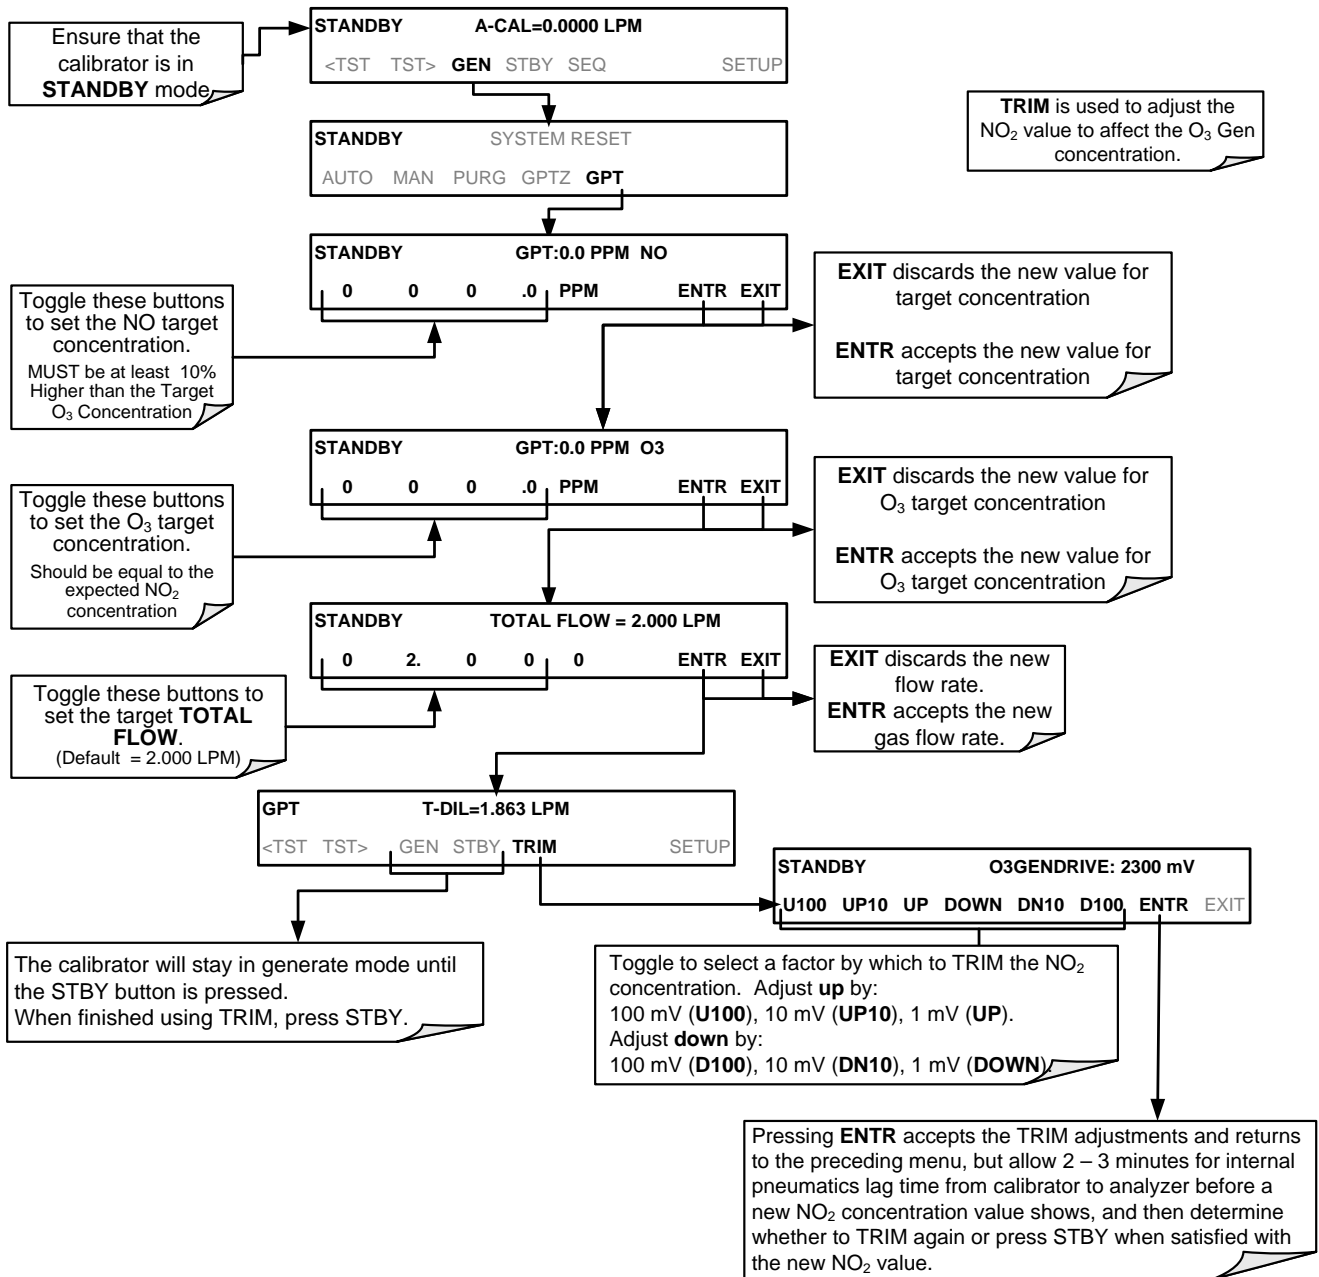 Ensure that the
calibrator is in
STANDBY mode
STANDBY A-CAL=0.0000 LPM
<TST TST> GEN STBY SEQ SETUP
TRIM is used to adjust the
NO₂ value to affect the O₃ Gen
concentration.
STANDBY SYSTEM RESET
AUTO MAN PURG GPTZ GPT
STANDBY GPT:0.0 PPM NO
0 0 0 .0 PPM ENTR EXIT
Toggle these buttons
to set the NO target
concentration.
MUST be at least 10%
Higher than the Target
O₃ Concentration
EXIT discards the new value for
target concentration
ENTR accepts the new value for
target concentration
STANDBY GPT:0.0 PPM O3
0 0 0 .0 PPM ENTR EXIT
Toggle these buttons
to set the O₃ target
concentration.
Should be equal to the
expected NO₂
concentration
EXIT discards the new value for
O₃ target concentration
ENTR accepts the new value for
O₃ target concentration
STANDBY TOTAL FLOW = 2.000 LPM
0 2. 0 0 0 ENTR EXIT
Toggle these buttons to
set the target TOTAL
FLOW.
(Default = 2.000 LPM)
EXIT discards the new
flow rate.
ENTR accepts the new
gas flow rate.
GPT T-DIL=1.863 LPM
<TST TST> GEN STBY TRIM SETUP
STANDBY O3GENDRIVE: 2300 mV
U100 UP10 UP DOWN DN10 D100 ENTR EXIT
The calibrator will stay in generate mode until
the STBY button is pressed.
When finished using TRIM, press STBY.
Toggle to select a factor by which to TRIM the NO₂
concentration. Adjust up by:
100 mV (U100), 10 mV (UP10), 1 mV (UP).
Adjust down by:
100 mV (D100), 10 mV (DN10), 1 mV (DOWN).
Pressing ENTR accepts the TRIM adjustments and returns
to the preceding menu, but allow 2 – 3 minutes for internal
pneumatics lag time from calibrator to analyzer before a
new NO₂ concentration value shows, and then determine
whether to TRIM again or press STBY when satisfied with
the new NO₂ value.